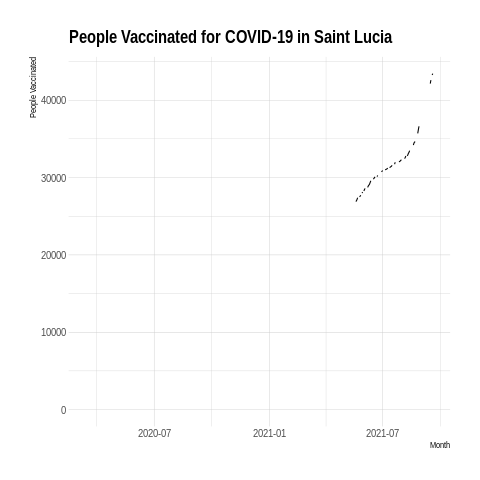 People Vaccinated for COVID-19 in Saint Lucia
People Vaccinated
40000
30000
20000
10000
0
2020-07 2021-01 2021-07
Month